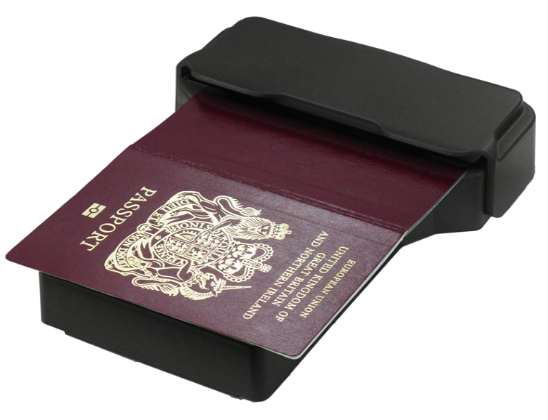 EUROPEAN UNION
UNITED KINGDOM OF
GREAT BRITAIN
AND NORTHERN IRELAND
PASSPORT